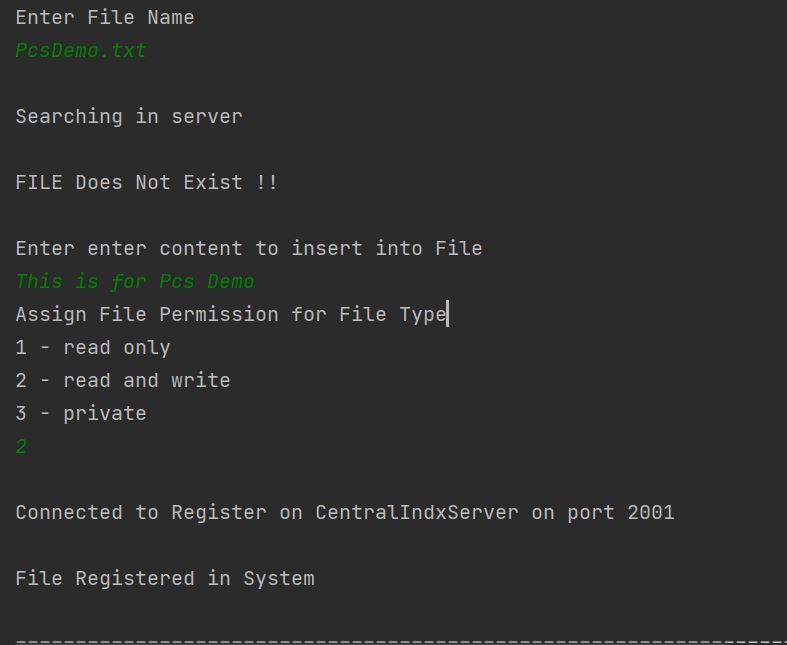 Enter File Name
PcsDemo.txt
Searching in server
FILE Does Not Exist !!
Enter enter content to insert into File
This is for Pcs Demo
Assign File Permission for File Type
1 - read only
2 - read and write
3 - private
2
Connected to Register on CentralIndxServer on port 2001
File Registered in System
-----------------------------------------------------------------